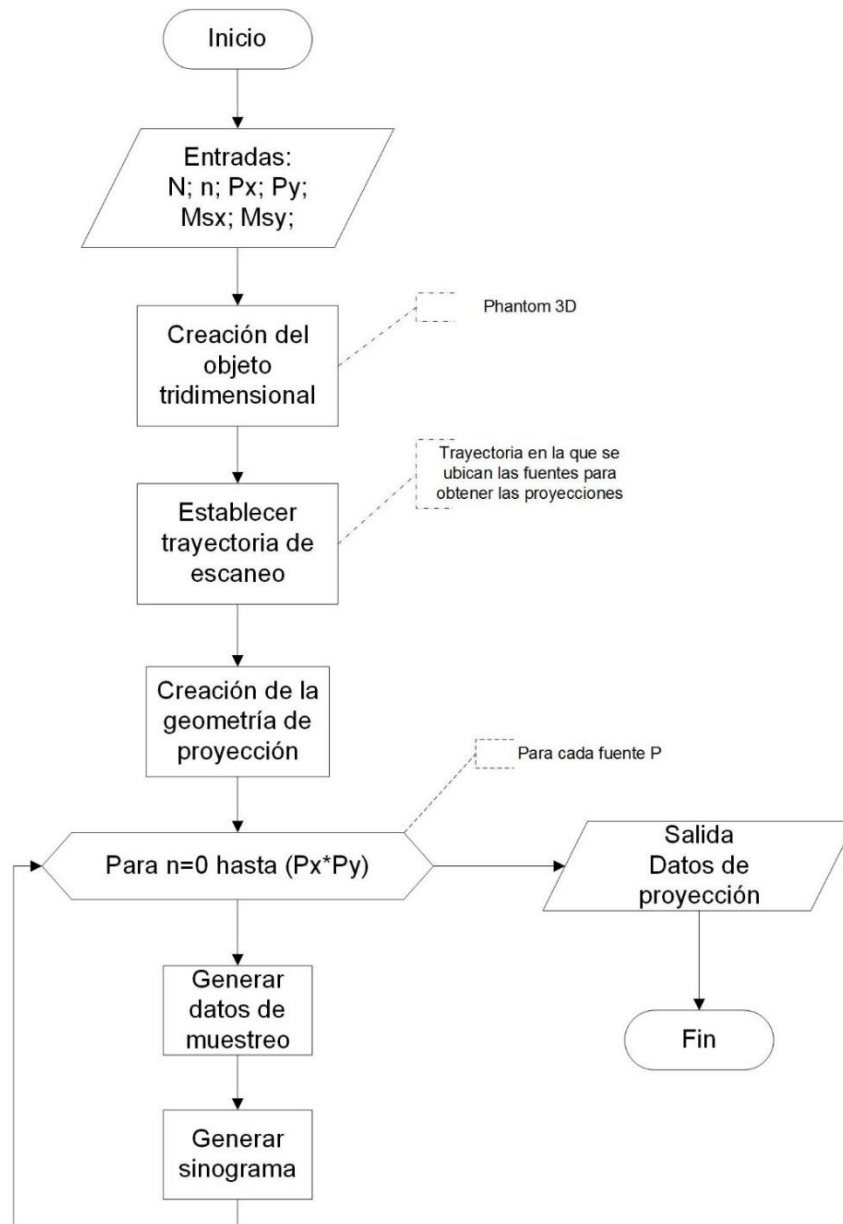 Inicio
Entradas:
N; n; Px; Py;
Msx; Msy;
Creación del
objeto
tridimensional
Phantom 3D
Establecer
trayectoria de
escaneo
Trayectoria en la que se
ubican las fuentes para
obtener las proyecciones
Creación de la
geometría de
proyección
Para cada fuente P
Para n=0 hasta (Px*Py)
Salida
Datos de
proyección
Generar
datos de
muestreo
Fin
Generar
sinograma